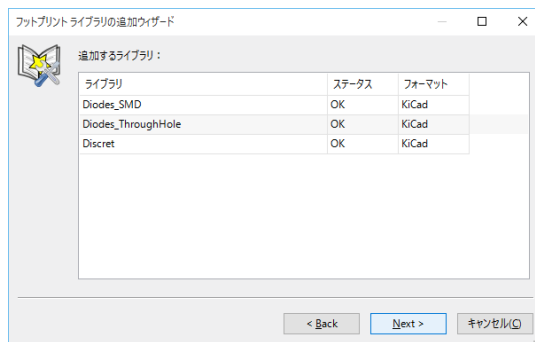 フットプリント ライブラリの追加ウィザード
追加するライブラリ：
ライブラリ ステータス フォーマット
Diodes_SMD OK KiCad
Diodes_ThroughHole OK KiCad
Discret OK KiCad
< Back Next > キャンセル(C)